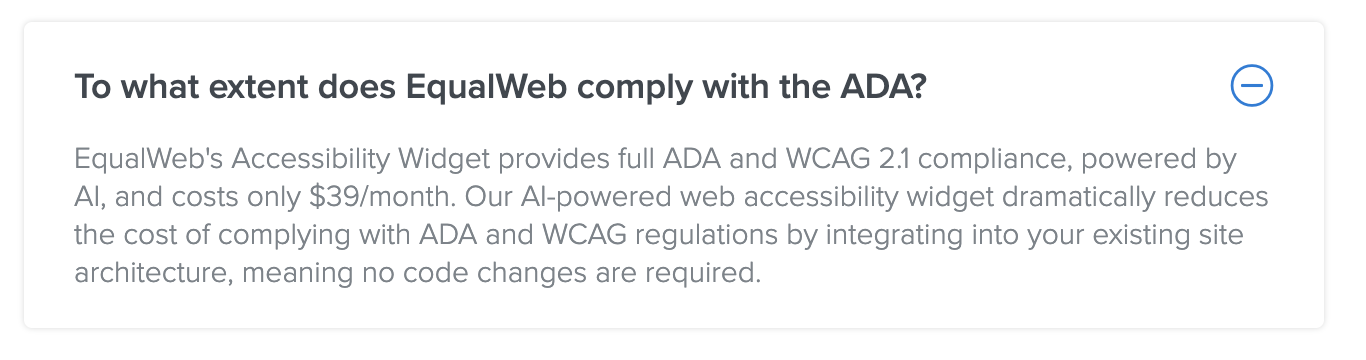 To what extent does EqualWeb comply with the ADA?
EqualWeb's Accessibility Widget provides full ADA and WCAG 2.1 compliance, powered by
AI, and costs only $39/month. Our AI-powered web accessibility widget dramatically reduces
the cost of complying with ADA and WCAG regulations by integrating into your existing site
architecture, meaning no code changes are required.